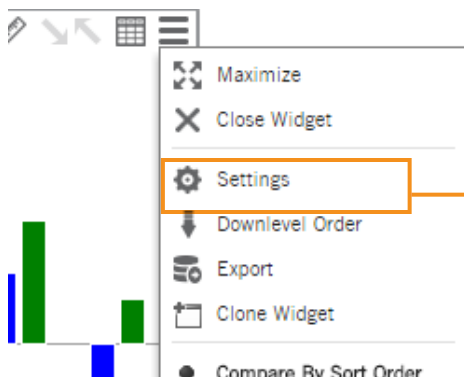 Maximize
Close Widget
Settings
Downlevel Order
Export
Clone Widget
Compare By Sort Order